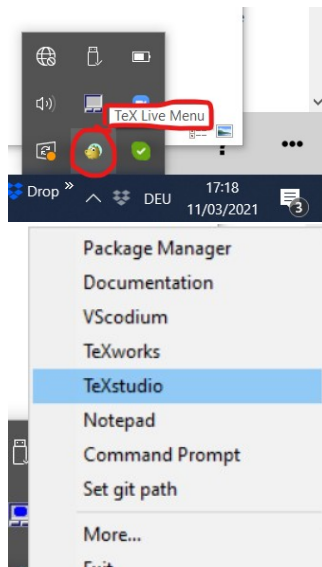 TeX Live Menu
Drop »
DEU
17:18
11/03/2021
3
Package Manager
Documentation
VScodium
TeXworks
TeXstudio
Notepad
Command Prompt
Set git path
More...